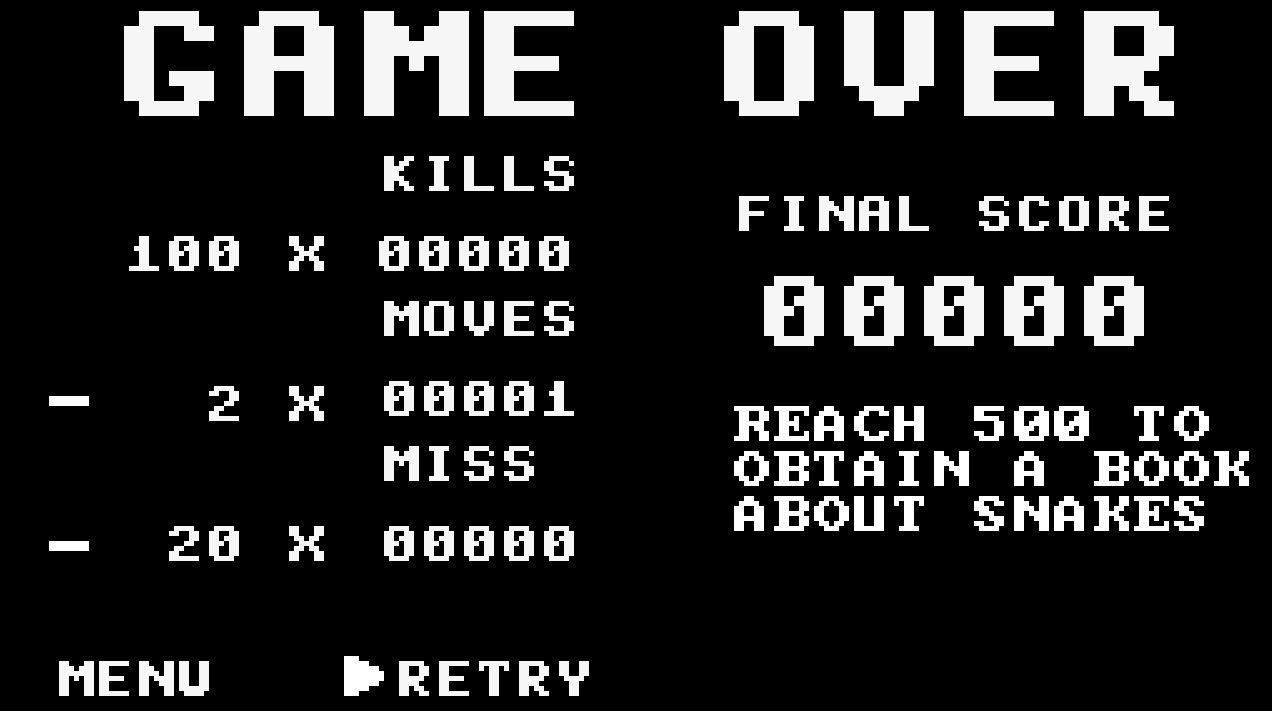 GAME OVER
KILLS
100 X 00000
MOVES
- 2 X 00001
MISS
- 20 X 00000
FINAL SCORE
00000
REACH 500 TO
OBTAIN A BOOK
ABOUT SNAKES
MENU ▶RETRY